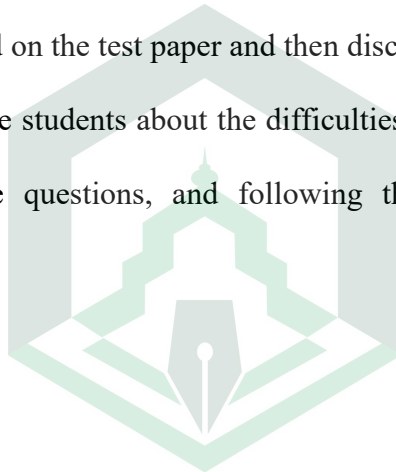 on the test paper and then disc
students about the difficulties
questions, and following th